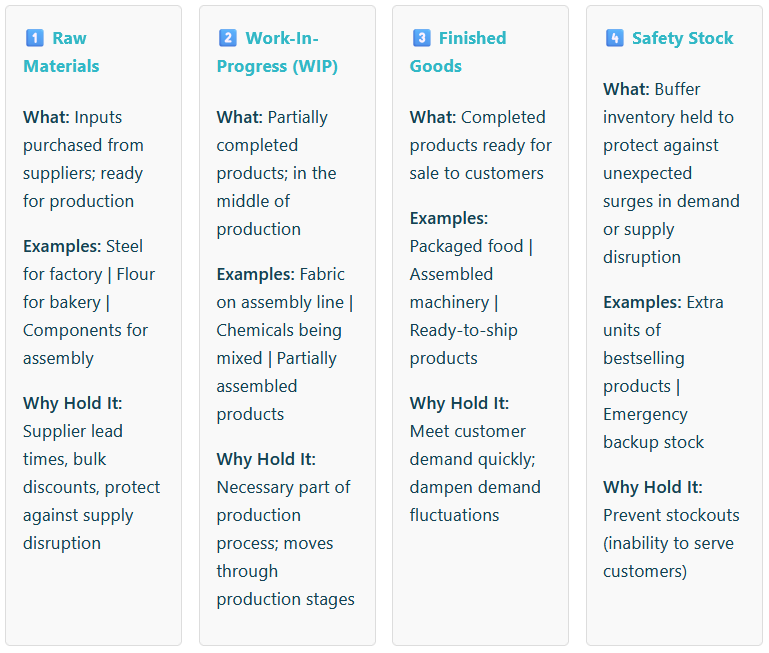 1 Raw
Materials
What: Inputs
purchased from
suppliers; ready
for production
Examples: Steel
for factory | Flour
for bakery |
Components for
assembly
Why Hold It:
Supplier lead
times, bulk
discounts, protect
against supply
disruption
2 Work-In-
Progress (WIP)
What: Partially
completed
products; in the
middle of
production
Examples: Fabric
on assembly line |
Chemicals being
mixed | Partially
assembled
products
Why Hold It:
Necessary part of
production
process; moves
through
production stages
3 Finished
Goods
What: Completed
products ready for
sale to customers
Examples:
Packaged food |
Assembled
machinery |
Ready-to-ship
products
Why Hold It:
Meet customer
demand quickly;
dampen demand
fluctuations
4 Safety Stock
What: Buffer
inventory held to
protect against
unexpected
surges in demand
or supply
disruption
Examples: Extra
units of
bestselling
products |
Emergency
backup stock
Why Hold It:
Prevent stockouts
(inability to serve
customers)